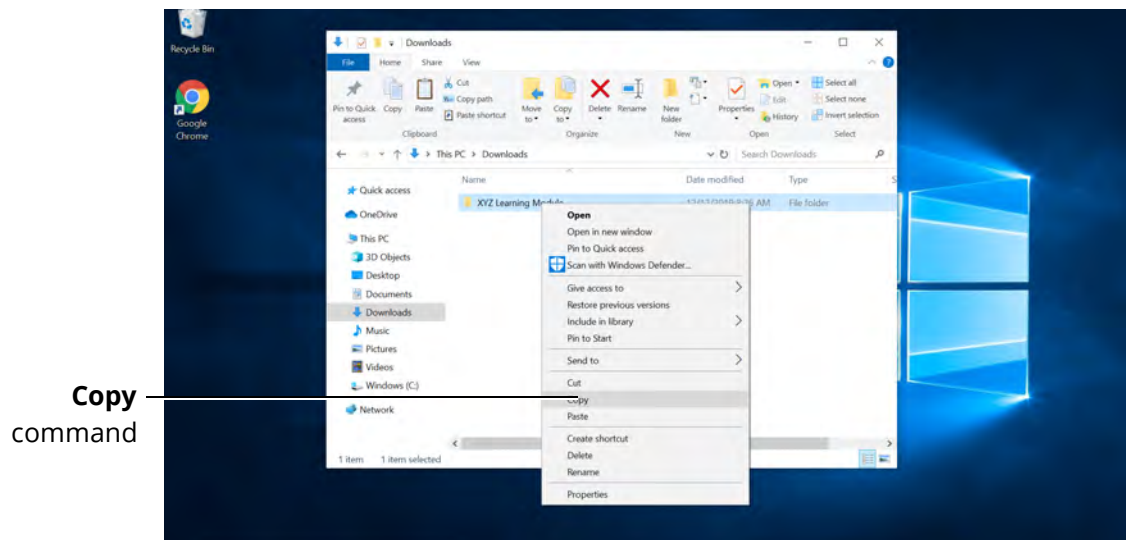 Recycle Bin
Google
Chrome
Downloads
File Home Share View
Pin to Quick
access
Copy
Paste
Cut
Copy path
Paste shortcut
Clipboard
Move
to
Copy
to
Delete
Rename
Organize
New
folder
New
Properties
Open
Edit
History
Open
Select all
Select none
Invert selection
Select
This PC > Downloads
Search Downloads
Name Date modified Type S
Quick access
OneDrive
This PC
3D Objects
Desktop
Documents
Downloads
Music
Pictures
Videos
Windows (C:)
Network
XYZ Learning Module AM File folder
Open
Open in new window
Pin to Quick access
Scan with Windows Defender...
Give access to
Restore previous versions
Include in library
Pin to Start
Send to
Cut
Copy
Paste
Create shortcut
Delete
Rename
Properties
1 item 1 item selected
Copy
command